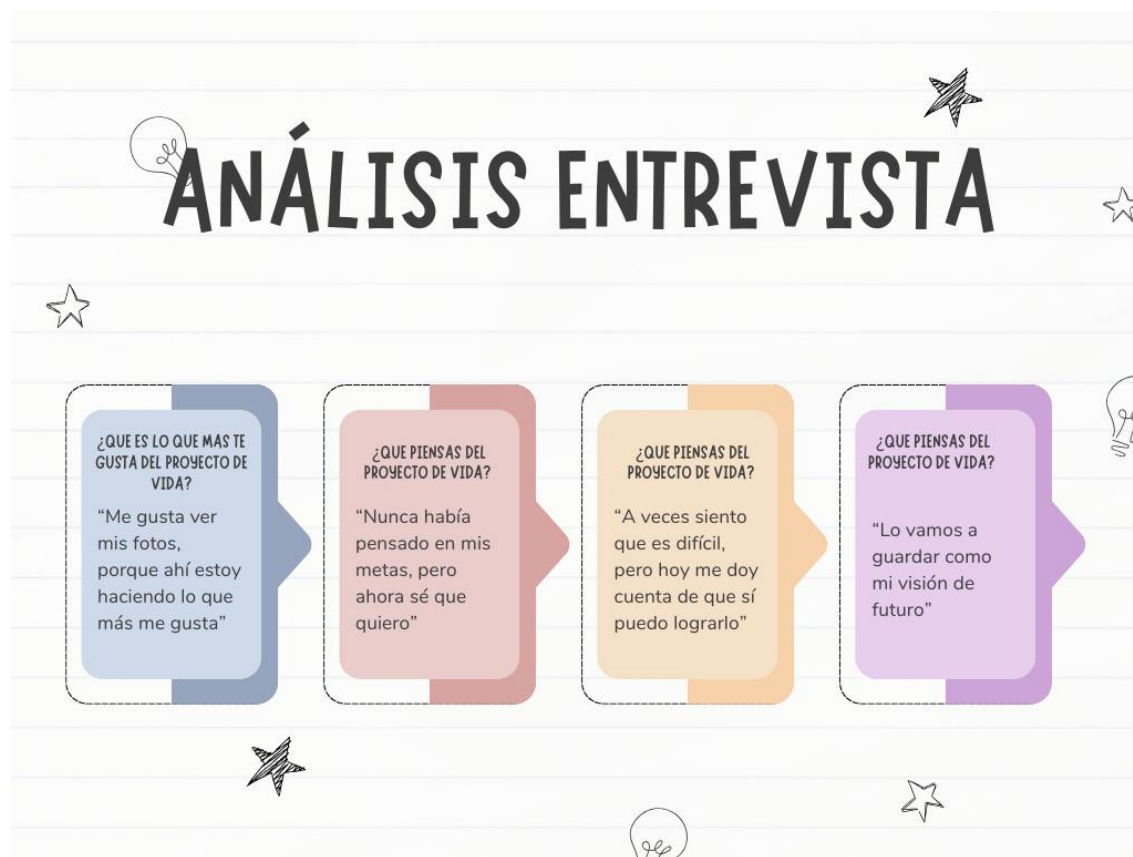 ANÁLISIS ENTREVISTA
¿QUE ES LO QUE MAS TE
GUSTA DEL PROYECTO DE
VIDA?
“Me gusta ver
mis fotos,
porque ahí estoy
haciendo lo que
más me gusta”
¿QUE PIENSAS DEL
PROYECTO DE VIDA?
“Nunca había
pensado en mis
metas, pero
ahora sé que
quiero”
¿QUE PIENSAS DEL
PROYECTO DE VIDA?
“A veces siento
que es difícil,
pero hoy me doy
cuenta de que sí
puedo lograrlo”
¿QUE PIENSAS DEL
PROYECTO DE VIDA?
“Lo vamos a
guardar como
mi visión de
futuro”